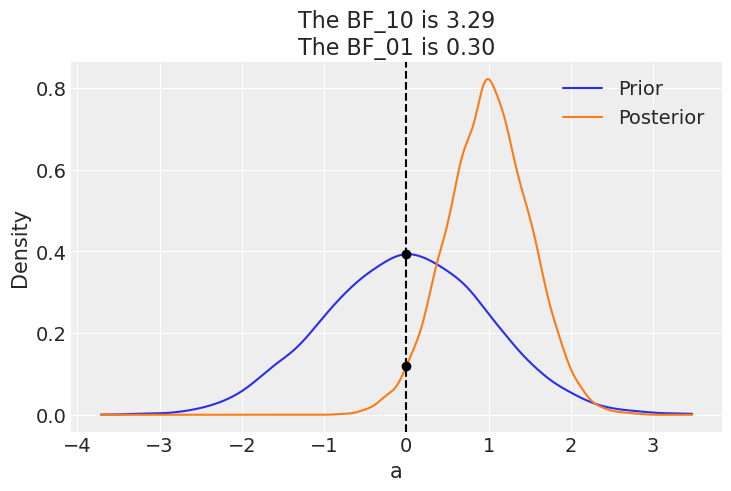 The BF_10 is 3.29
The BF_01 is 0.30
Prior
Posterior
Density
0.8
0.6
0.4
0.2
0.0
−4
−3
−2
−1
0
1
2
3
a